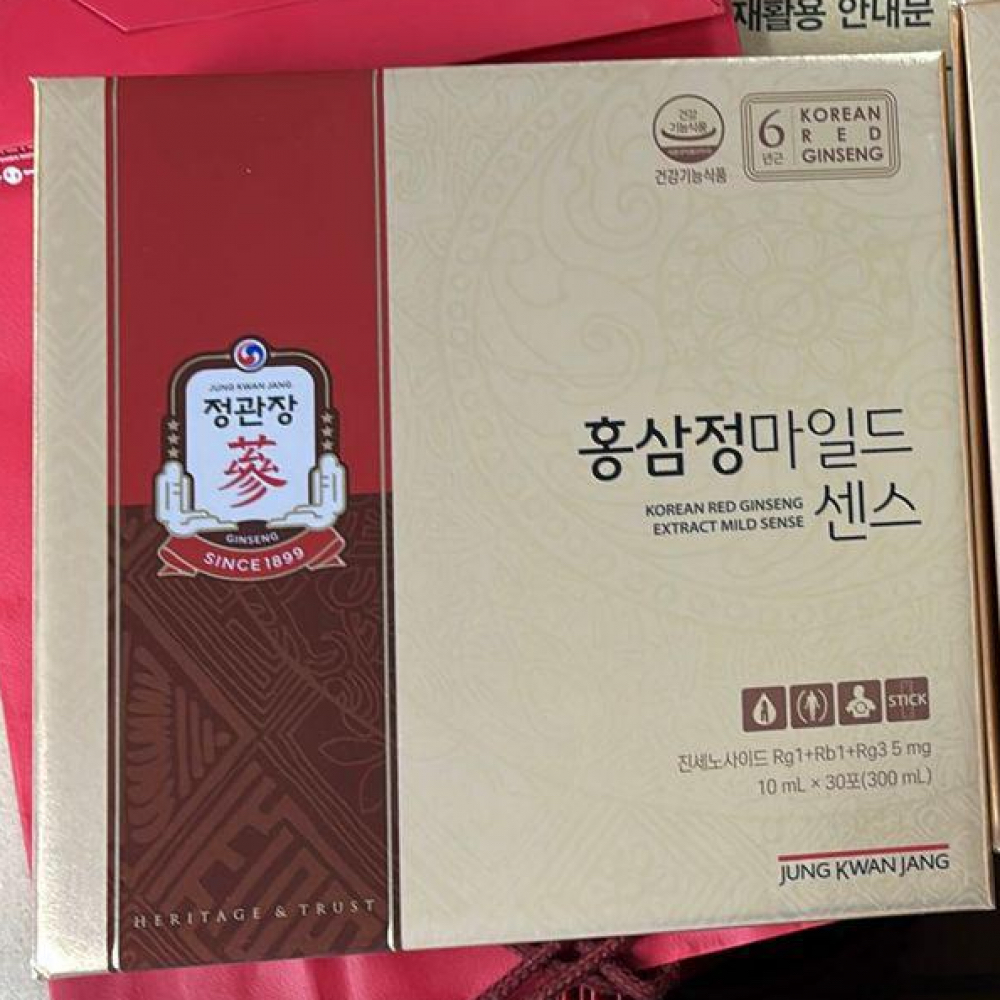 재활용 안내문
건강
기능식품
건강기능식품
6년근
KOREAN
RED
GINSENG
JUNG KWAN JANG
정관장
蔘
GINSENG
SINCE 1899
홍삼정마일드
센스
KOREAN RED GINSENG
EXTRACT MILD SENSE
STICK
진세노사이드 Rg1+Rb1+Rg3 5 mg
10 mL × 30포(300 mL)
JUNG KWAN JANG
HERITAGE & TRUST